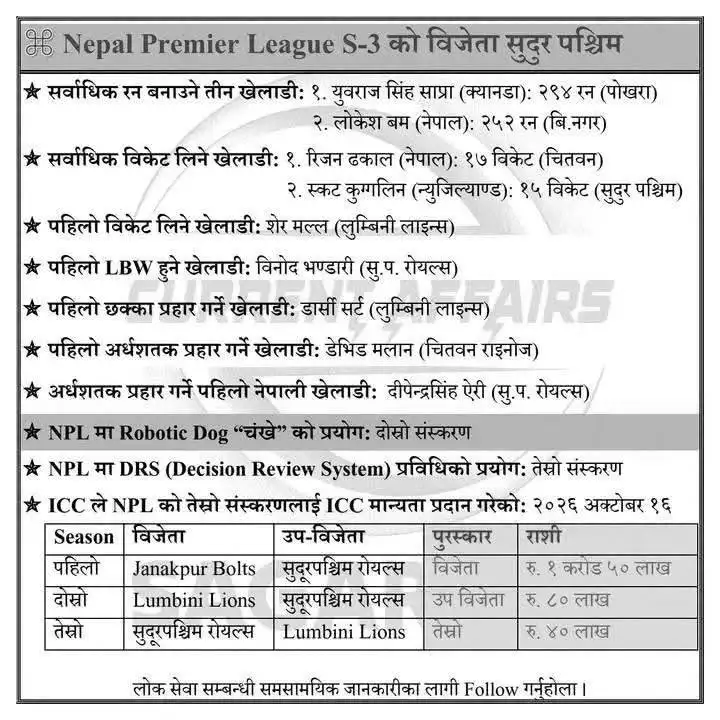 ⌘ Nepal Premier League S-3 को विजेता सुदुर पश्चिम
★ सर्वाधिक रन बनाउने तीन खेलाडी: १. युवराज सिंह साप्रा (क्यानडा): २९४ रन (पोखरा)
२. लोकेश बम (नेपाल): २५२ रन (बि.नगर)
★ सर्वाधिक विकेट लिने खेलाडी: १. रिजन ढकाल (नेपाल): १७ विकेट (चितवन)
२. स्कट कुग्गलिन (न्युजिल्याण्ड): १५ विकेट (सुदुर पश्चिम)
★ पहिलो विकेट लिने खेलाडी: शेर मल्ल (लुम्बिनी लाइन्स)
★ पहिलो LBW हुने खेलाडी: विनोद भण्डारी (सु.प. रोयल्स)
★ पहिलो छक्का प्रहार गर्ने खेलाडी: डार्सी सर्ट (लुम्बिनी लाइन्स)
CURRENT AFFAIRS
★ पहिलो अर्धशतक प्रहार गर्ने खेलाडी: डेभिड मलान (चितवन राइनोज)
★ अर्धशतक प्रहार गर्ने पहिलो नेपाली खेलाडी: दीपेन्द्रसिंह ऐरी (सु.प. रोयल्स)
★ NPL मा Robotic Dog “चंखे” को प्रयोग: दोस्रो संस्करण
★ NPL मा DRS (Decision Review System) प्रविधिको प्रयोग: तेस्रो संस्करण
★ ICC ले NPL को तेस्रो संस्करणलाई ICC मान्यता प्रदान गरेको: २०२६ अक्टोबर १६
Season विजेता उप-विजेता पुरस्कार राशी
पहिलो Janakpur Bolts सुदूरपश्चिम रोयल्स विजेता रु. १ करोड ५० लाख
दोस्रो Lumbini Lions सुदूरपश्चिम रोयल्स उप विजेता रु. ८० लाख
तेस्रो सुदूरपश्चिम रोयल्स Lumbini Lions तेस्रो रु. ४० लाख
लोक सेवा सम्बन्धी समसामयिक जानकारीका लागी Follow गर्नुहोला।